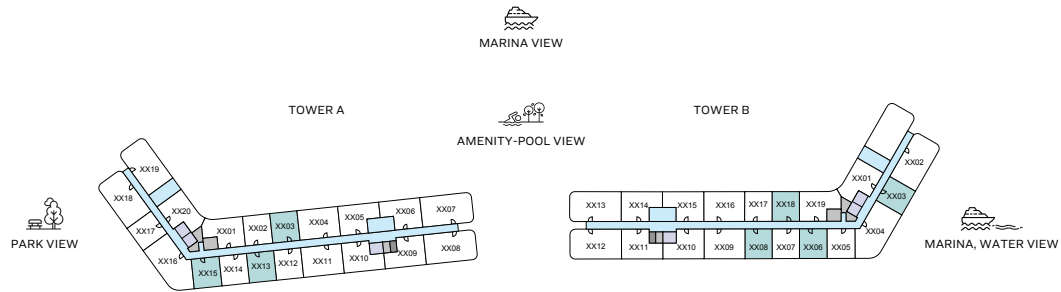 MARINA VIEW
TOWER A
TOWER B
AMENITY-POOL VIEW
PARK VIEW
MARINA, WATER VIEW
XX19
XX18
XX20
XX17
XX16
XX01
XX02
XX03
XX04
XX05
XX06
XX07
XX15
XX14
XX13
XX12
XX11
XX10
XX09
XX08
XX13
XX14
XX15
XX16
XX17
XX18
XX19
XX01
XX02
XX03
XX04
XX12
XX11
XX10
XX09
XX08
XX07
XX06
XX05